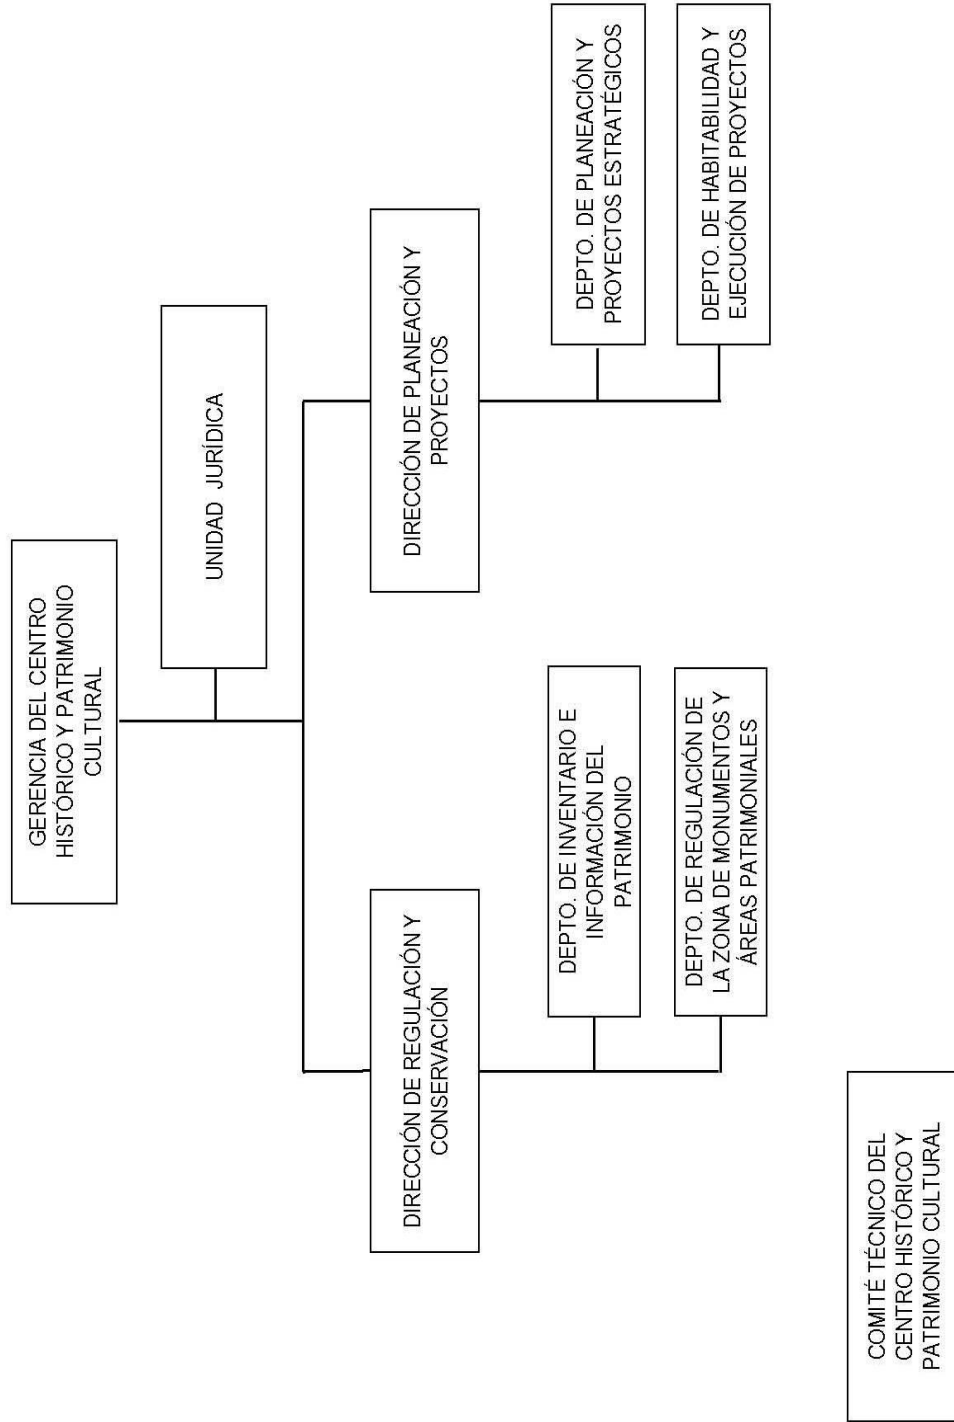 GERENCIA DEL CENTRO
HISTÓRICO Y PATRIMONIO
CULTURAL
UNIDAD JURÍDICA
DIRECCIÓN DE REGULACIÓN Y
CONSERVACIÓN
DIRECCIÓN DE PLANEACIÓN Y
PROYECTOS
DEPTO. DE INVENTARIO E
INFORMACIÓN DEL
PATRIMONIO
DEPTO. DE REGULACIÓN DE
LA ZONA DE MONUMENTOS Y
ÁREAS PATRIMONIALES
DEPTO. DE PLANEACIÓN Y
PROYECTOS ESTRATÉGICOS
DEPTO. DE HABITABILIDAD Y
EJECUCIÓN DE PROYECTOS
COMITÉ TÉCNICO DEL
CENTRO HISTÓRICO Y
PATRIMONIO CULTURAL